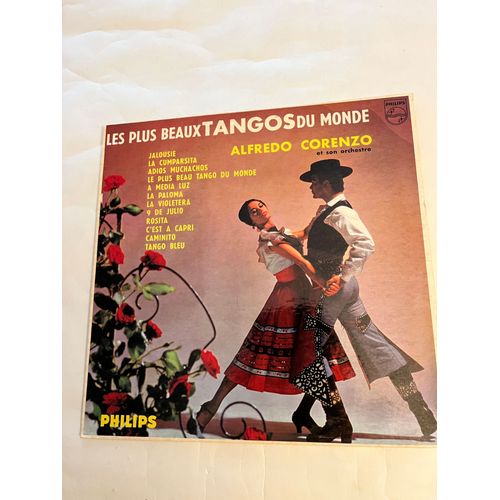 PHILIPS
LES PLUS BEAUX TANGOS DU MONDE
ALFREDO CORENZO
et son orchestre
JALOUSIE
LA CUMPARSITA
ADIOS MUCHACHOS
LE PLUS BEAU TANGO DU MONDE
A MEDIA LUZ
LA PALOMA
LA VIOLETERA
9 DE JULIO
ROSITA
C'EST A CAPRI
CAMINITO
TANGO BLEU
PHILIPS